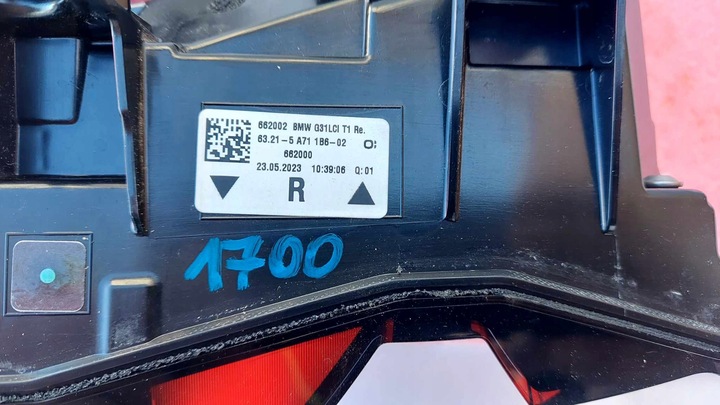 662002 BMW G31LCI T1 Re.
63.21-5 A71 1B6-02
662000
23.05.2023 10:39:06 Q:01
R
1700